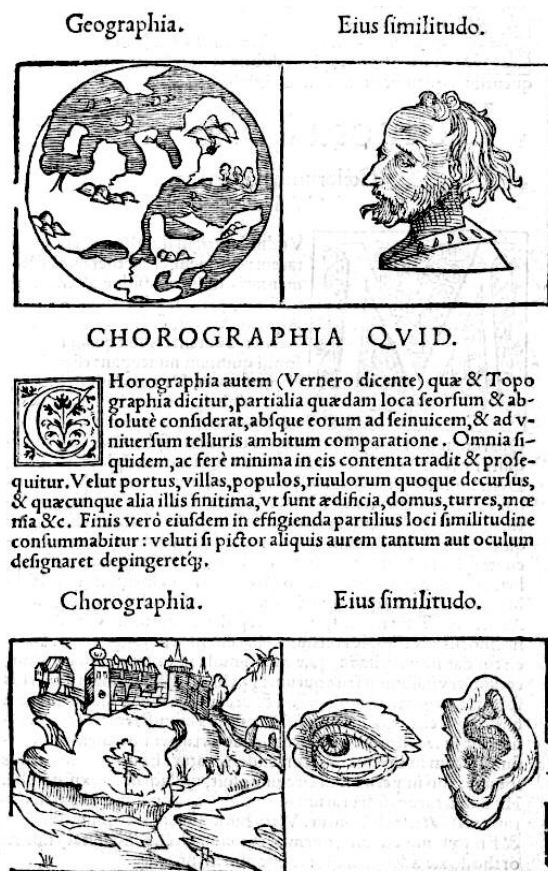 Geographia. Eius ſimilitudo.
CHOROGRAPHIA QVID.
CHorographia autem (Vernero dicente) quæ & Topo
graphia dicitur, partialia quædam loca ſeorſum & ab-
ſolutè conſiderat, abſque eorum ad ſeinuicem, & ad v-
niuerſum telluris ambitum comparatione. Omnia ſi-
quidem, ac ferè minima in eis contenta tradit & proſe-
quitur. Velut portus, villas, populos, riuulorum quoque decurſus,
& quæcunque alia illis finitima, vt ſunt ædificia, domus, turres, mœ
nia &c. Finis verò eiuſdem in effigienda partilius loci ſimilitudine
conſummabitur : veluti ſi pictor aliquis aurem tantum aut oculum
deſignaret depingeretq́;.
Chorographia. Eius ſimilitudo.